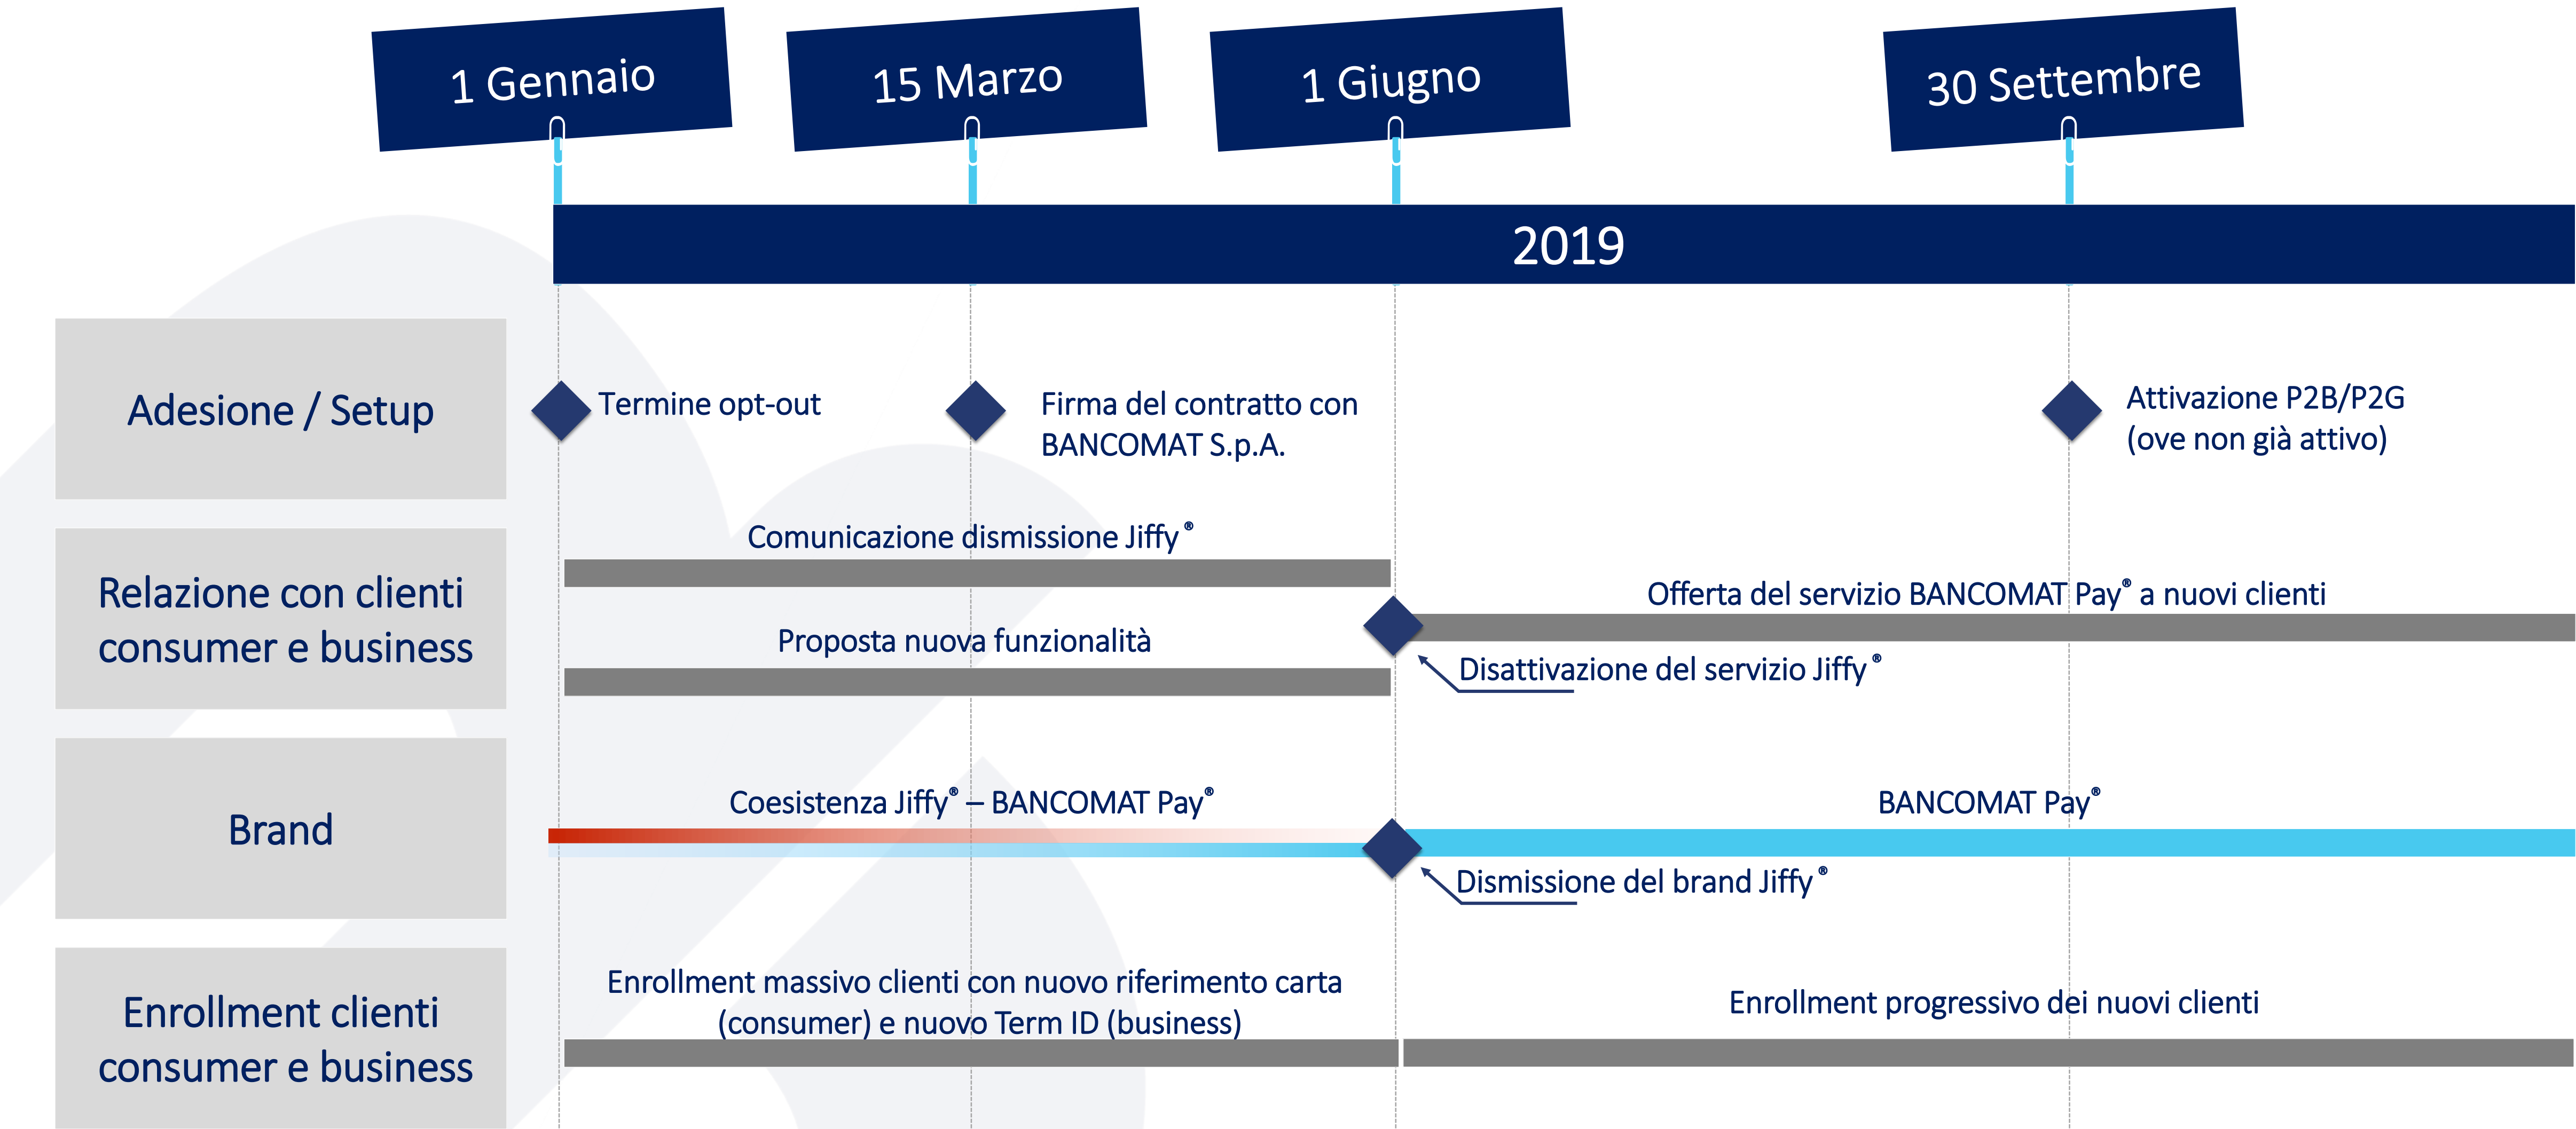 1 Gennaio
15 Marzo
1 Giugno
30 Settembre
2019
Adesione / Setup
Termine opt-out
Firma del contratto con
BANCOMAT S.p.A.
Attivazione P2B/P2G
(ove non già attivo)
Relazione con clienti
consumer e business
Comunicazione dismissione Jiffy®
Proposta nuova funzionalità
Offerta del servizio BANCOMAT Pay® a nuovi clienti
Disattivazione del servizio Jiffy®
Brand
Coesistenza Jiffy® – BANCOMAT Pay®
BANCOMAT Pay®
Dismissione del brand Jiffy®
Enrollment clienti
consumer e business
Enrollment massivo clienti con nuovo riferimento carta
(consumer) e nuovo Term ID (business)
Enrollment progressivo dei nuovi clienti